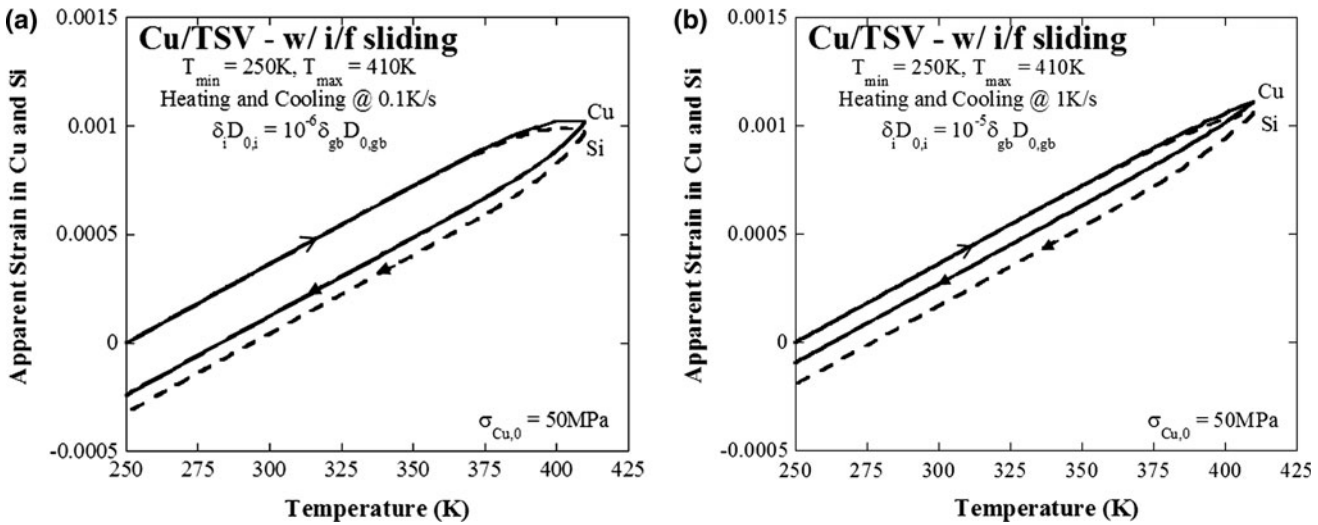 (a)
Cu/TSV - w/ i/f sliding
T_min = 250K, T_max = 410K
Heating and Cooling @ 0.1K/s
δ_iD_0,i = 10^-6δ_gbD_0,gb
Cu
Si
σ_Cu,0 = 50MPa
Apparent Strain in Cu and Si
0.0015
0.001
0.0005
0
-0.0005
250 275 300 325 350 375 400 425
Temperature (K)
(b)
Cu/TSV - w/ i/f sliding
T_min = 250K, T_max = 410K
Heating and Cooling @ 1K/s
δ_iD_0,i = 10^-5δ_gbD_0,gb
Cu
Si
σ_Cu,0 = 50MPa
Apparent Strain in Cu and Si
0.0015
0.001
0.0005
0
-0.0005
250 275 300 325 350 375 400 425
Temperature (K)